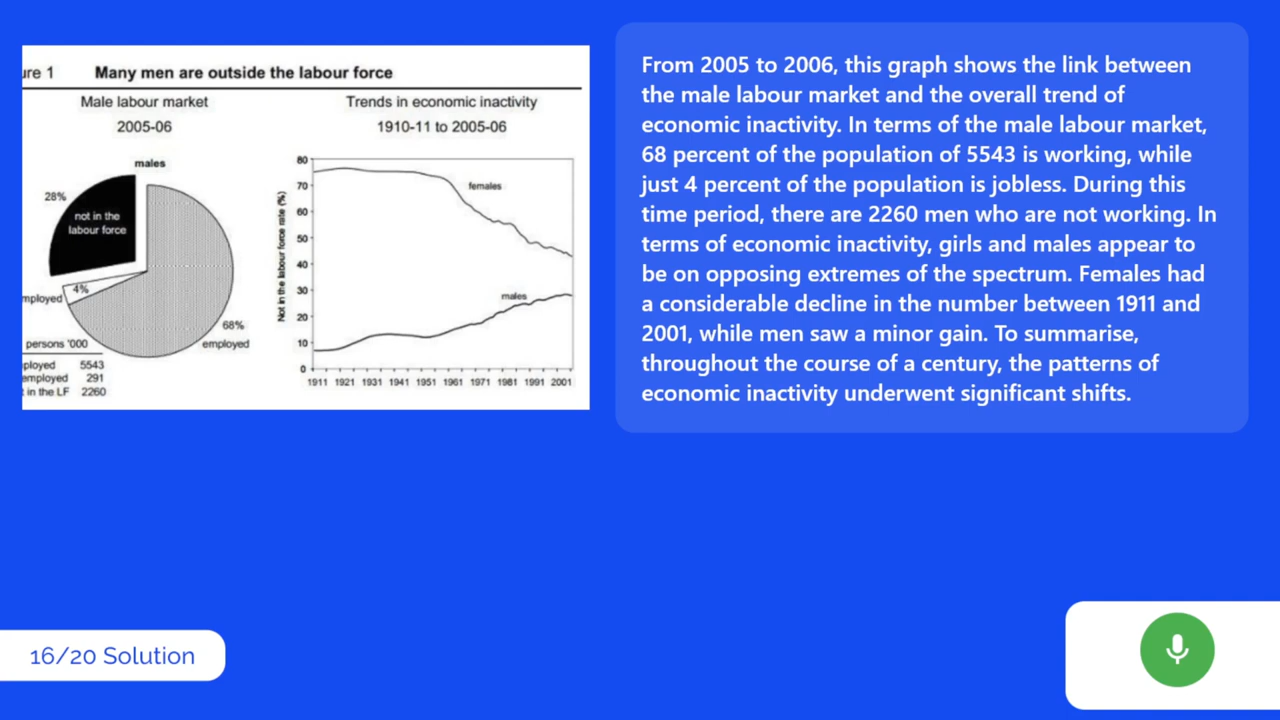 ure 1 Many men are outside the labour force
Male labour market
2005-06
males
28%
not in the
labour force
4%
mployed
68%
employed
persons '000
ployed 5543
employed 291
t in the LF 2260
Trends in economic inactivity
1910-11 to 2005-06
Not in the labour force rate (%)
80
70
60
50
40
30
20
10
0
females
males
1911 1921 1931 1941 1951 1961 1971 1981 1991 2001
From 2005 to 2006, this graph shows the link between
the male labour market and the overall trend of
economic inactivity. In terms of the male labour market,
68 percent of the population of 5543 is working, while
just 4 percent of the population is jobless. During this
time period, there are 2260 men who are not working. In
terms of economic inactivity, girls and males appear to
be on opposing extremes of the spectrum. Females had
a considerable decline in the number between 1911 and
2001, while men saw a minor gain. To summarise,
throughout the course of a century, the patterns of
economic inactivity underwent significant shifts.
16/20 Solution